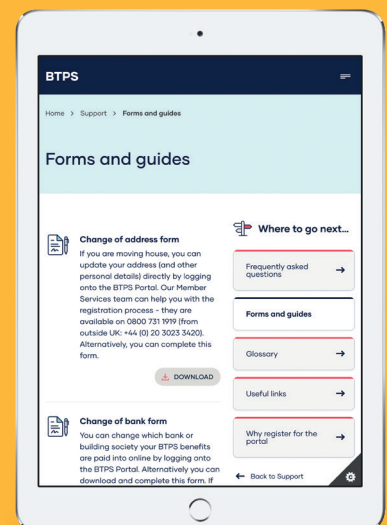 BTPS
Home > Support > Forms and guides
Forms and guides
Change of address form
If you are moving house, you can
update your address (and other
personal details) directly by logging
onto the BTPS Portal. Our Member
Services team can help you with the
registration process - they are
available on 0800 731 1919 (from
outside UK: +44 (0) 20 3023 3420).
Alternatively, you can complete this
form.
DOWNLOAD
Change of bank form
You can change which bank or
building society your BTPS benefits
are paid into online by logging onto
the BTPS Portal. Alternatively you can
download and complete this form. If
Where to go next...
Frequently asked
questions
Forms and guides
Glossary
Useful links
Why register for the
portal
Back to Support